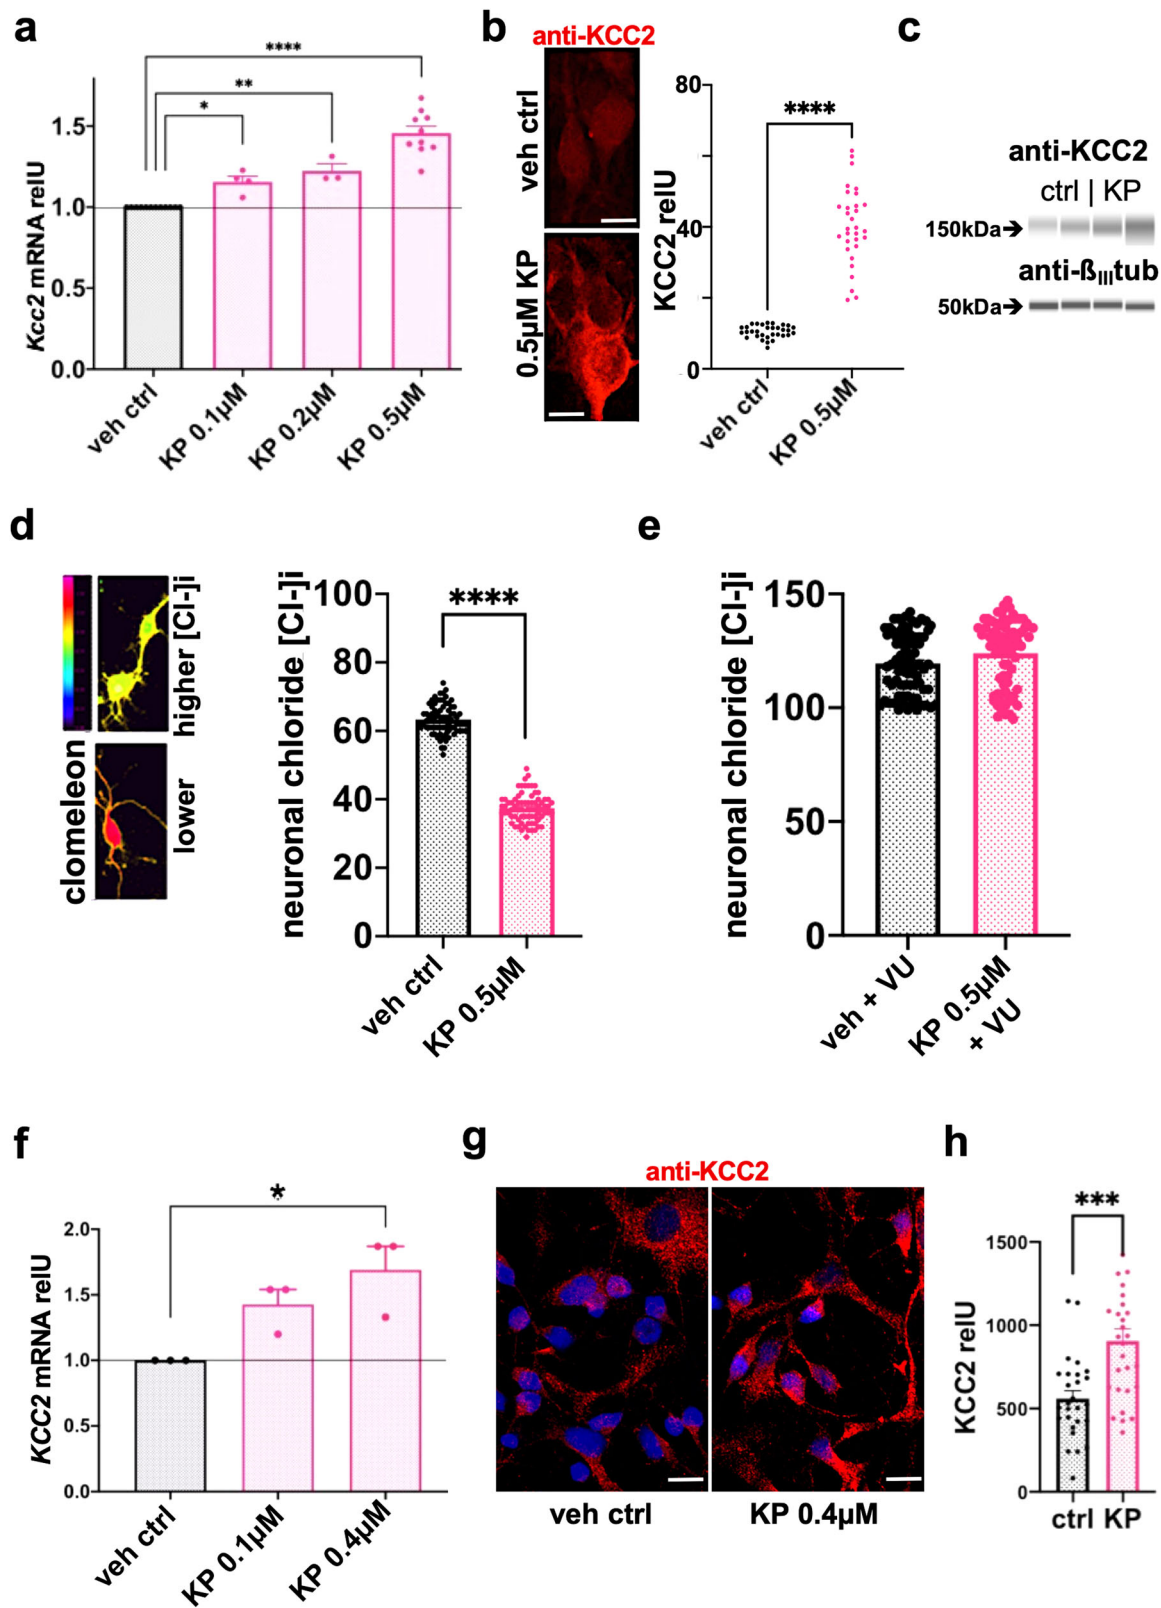 a
Kcc2 mRNA relU
1.5
1.0
0.5
0.0
*
**
****
veh ctrl
KP 0.1µM
KP 0.2µM
KP 0.5µM
b
anti-KCC2
veh ctrl
0.5µM KP
KCC2 relU
80
40
0
****
veh ctrl
KP 0.5µM
c
anti-KCC2
ctrl | KP
150kDa→
anti-ßIIItub
50kDa→
d
clomeleon
higher [Cl-]i
lower
neuronal chloride [Cl-]i
100
80
60
40
20
0
****
veh ctrl
KP 0.5µM
e
neuronal chloride [Cl-]i
150
100
50
0
veh + VU
KP 0.5µM
+ VU
f
KCC2 mRNA relU
2.0
1.5
1.0
0.5
0.0
*
veh ctrl
KP 0.1µM
KP 0.4µM
g
anti-KCC2
veh ctrl
KP 0.4µM
h
KCC2 relU
1500
1000
500
0
***
ctrl KP